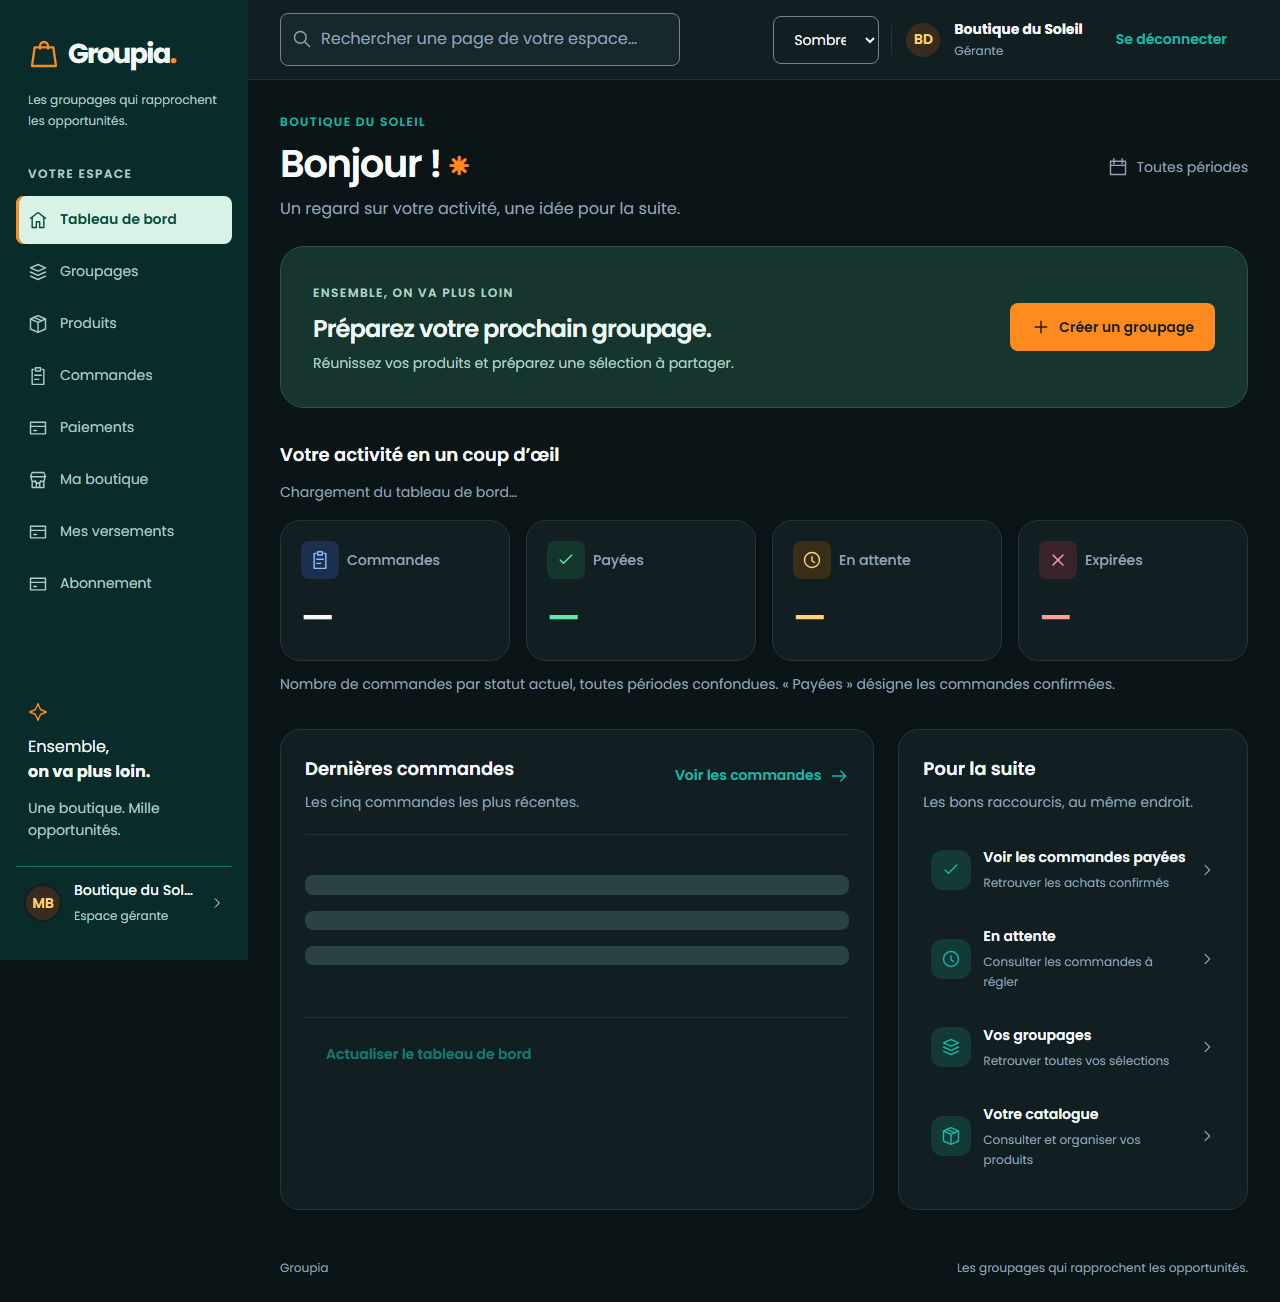 Groupia.
Les groupages qui rapprochent
les opportunités.
VOTRE ESPACE
Tableau de bord
Groupages
Produits
Commandes
Paiements
Ma boutique
Mes versements
Abonnement
Ensemble,
on va plus loin.
Une boutique. Mille
opportunités.
MB
Boutique du Sol...
Espace gérante
Rechercher une page de votre espace...
Sombre
BD
Boutique du Soleil
Gérante
Se déconnecter
BOUTIQUE DU SOLEIL
Bonjour !
Toutes périodes
Un regard sur votre activité, une idée pour la suite.
ENSEMBLE, ON VA PLUS LOIN
Préparez votre prochain groupage.
Réunissez vos produits et préparez une sélection à partager.
Créer un groupage
Votre activité en un coup d’œil
Chargement du tableau de bord...
Commandes
—
Payées
—
En attente
—
Expirées
—
Nombre de commandes par statut actuel, toutes périodes confondues. « Payées » désigne les commandes confirmées.
Dernières commandes
Voir les commandes
Les cinq commandes les plus récentes.
Actualiser le tableau de bord
Pour la suite
Les bons raccourcis, au même endroit.
Voir les commandes payées
Retrouver les achats confirmés
En attente
Consulter les commandes à
régler
Vos groupages
Retrouver toutes vos sélections
Votre catalogue
Consulter et organiser vos
produits
Groupia
Les groupages qui rapprochent les opportunités.